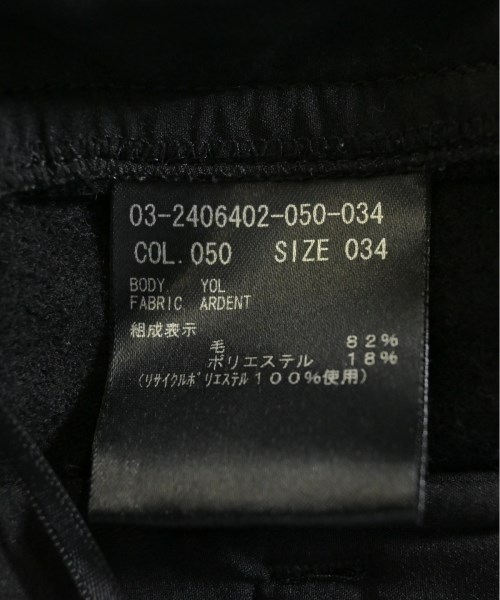 03-2406402-050-034
COL.050 SIZE 034
BODY YOL
FABRIC ARDENT
組成表示
毛 82%
ポリエステル 18%
(リサイクルポリエステル100%使用)